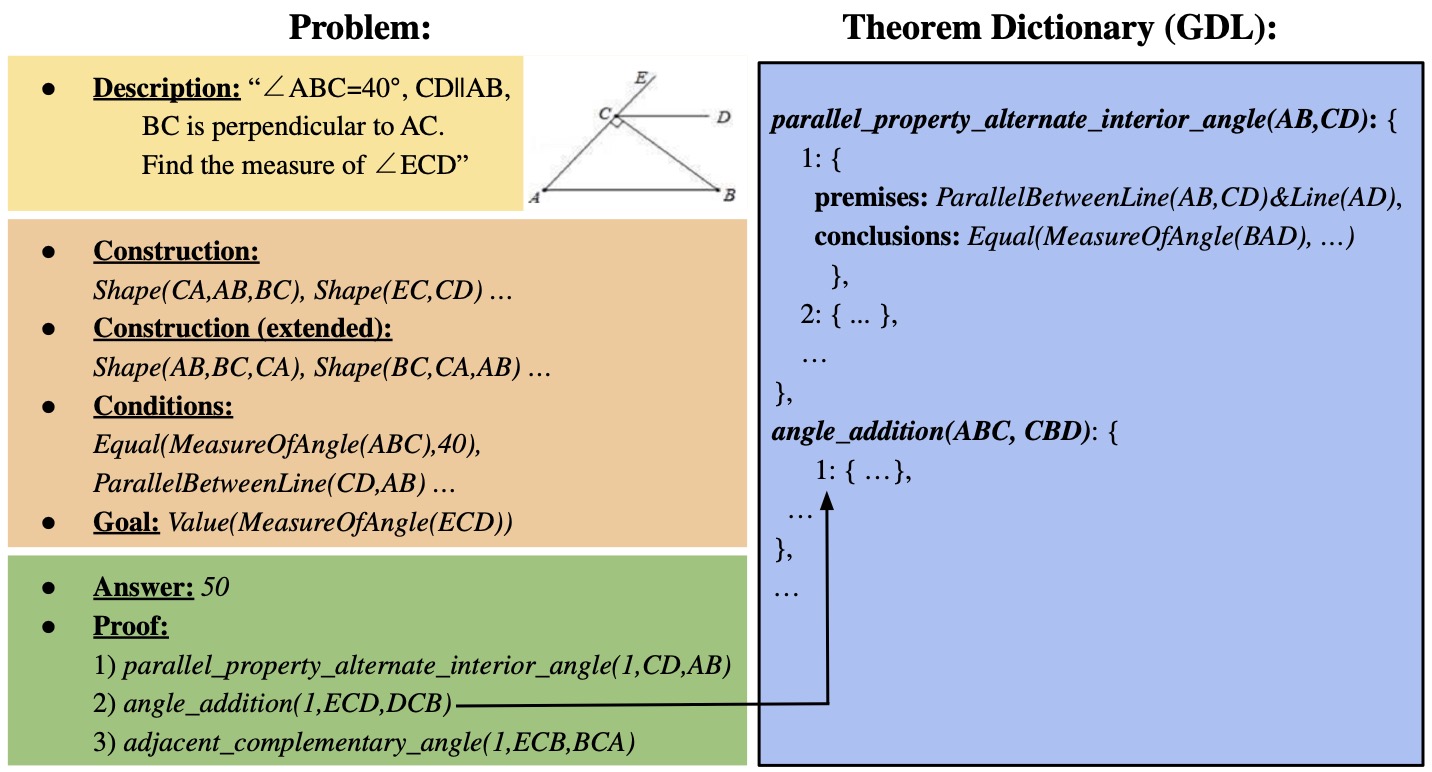 Problem:
● Description: “∠ABC=40°, CD∥AB,
BC is perpendicular to AC.
Find the measure of ∠ECD”
E
C
D
A
B
● Construction:
Shape(CA,AB,BC), Shape(EC,CD) …
● Construction (extended):
Shape(AB,BC,CA), Shape(BC,CA,AB) …
● Conditions:
Equal(MeasureOfAngle(ABC),40),
ParallelBetweenLine(CD,AB) …
● Goal: Value(MeasureOfAngle(ECD))
● Answer: 50
● Proof:
1) parallel_property_alternate_interior_angle(1,CD,AB)
2) angle_addition(1,ECD,DCB)
3) adjacent_complementary_angle(1,ECB,BCA)
Theorem Dictionary (GDL):
parallel_property_alternate_interior_angle(AB,CD): {
1: {
premises: ParallelBetweenLine(AB,CD)&Line(AD),
conclusions: Equal(MeasureOfAngle(BAD), …)
},
2: { ... },
…
},
angle_addition(ABC, CBD): {
1: { …},
…
},
…